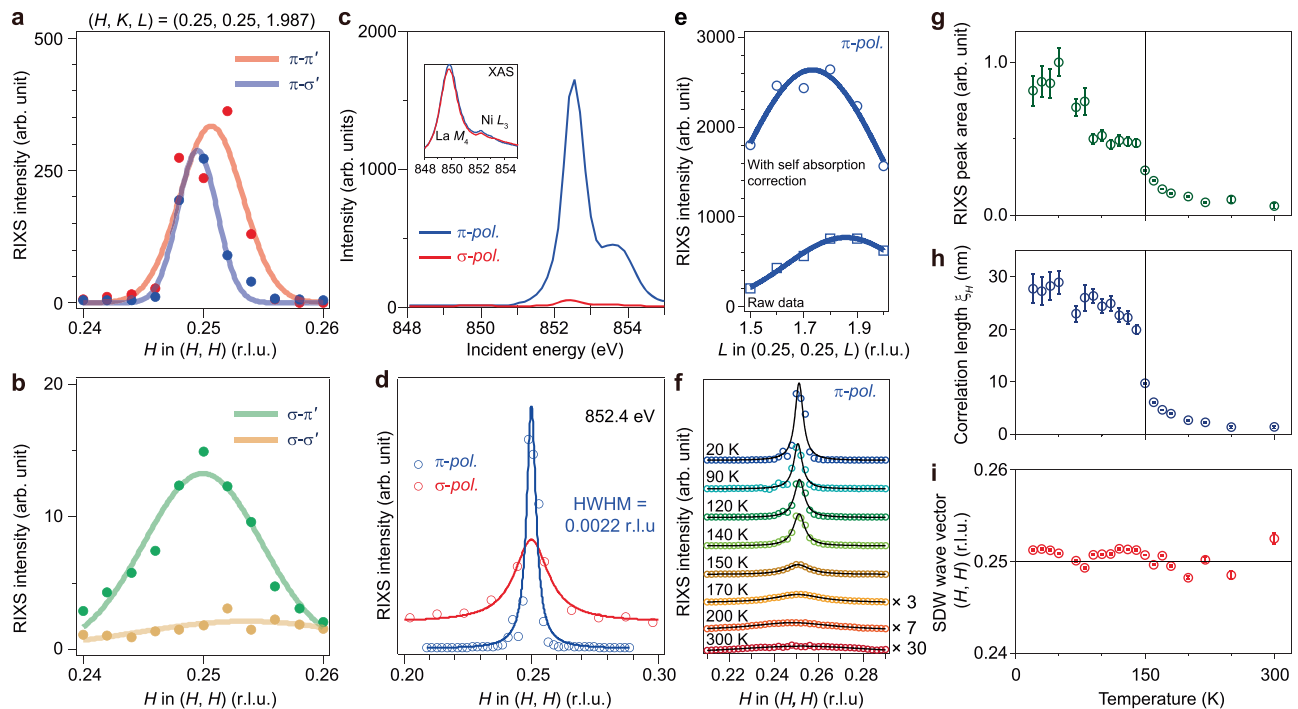 a
(H, K, L) = (0.25, 0.25, 1.987)
500
250
0
RIXS intensity (arb. unit)
π-π′
π-σ′
0.24
0.25
0.26
H in (H, H) (r.l.u.)
b
20
10
0
RIXS intensity (arb. unit)
σ-π′
σ-σ′
0.24
0.25
0.26
H in (H, H) (r.l.u.)
c
2000
1000
0
Intensity (arb. units)
XAS
La M4
Ni L3
848
850
852
854
π-pol.
σ-pol.
848
850
852
854
Incident energy (eV)
d
852.4 eV
RIXS intensity (arb. unit)
π-pol.
σ-pol.
HWHM =
0.0022 r.l.u
0.20
0.25
0.30
H in (H, H) (r.l.u.)
e
π-pol.
3000
2000
1000
0
RIXS intensity (arb. unit)
With self absorption
correction
Raw data
1.5
1.7
1.9
L in (0.25, 0.25, L) (r.l.u.)
f
π-pol.
RIXS intensity (arb. unit)
20 K
90 K
120 K
140 K
150 K
170 K
× 3
200 K
× 7
300 K
× 30
0.22
0.24
0.26
0.28
H in (H, H) (r.l.u)
g
1.0
0.0
RIXS peak area (arb. unit)
h
30
20
10
0
Correlation length ξH (nm)
i
0.26
0.25
0.24
SDW wave vector
(H, H) (r.l.u.)
0
150
300
Temperature (K)